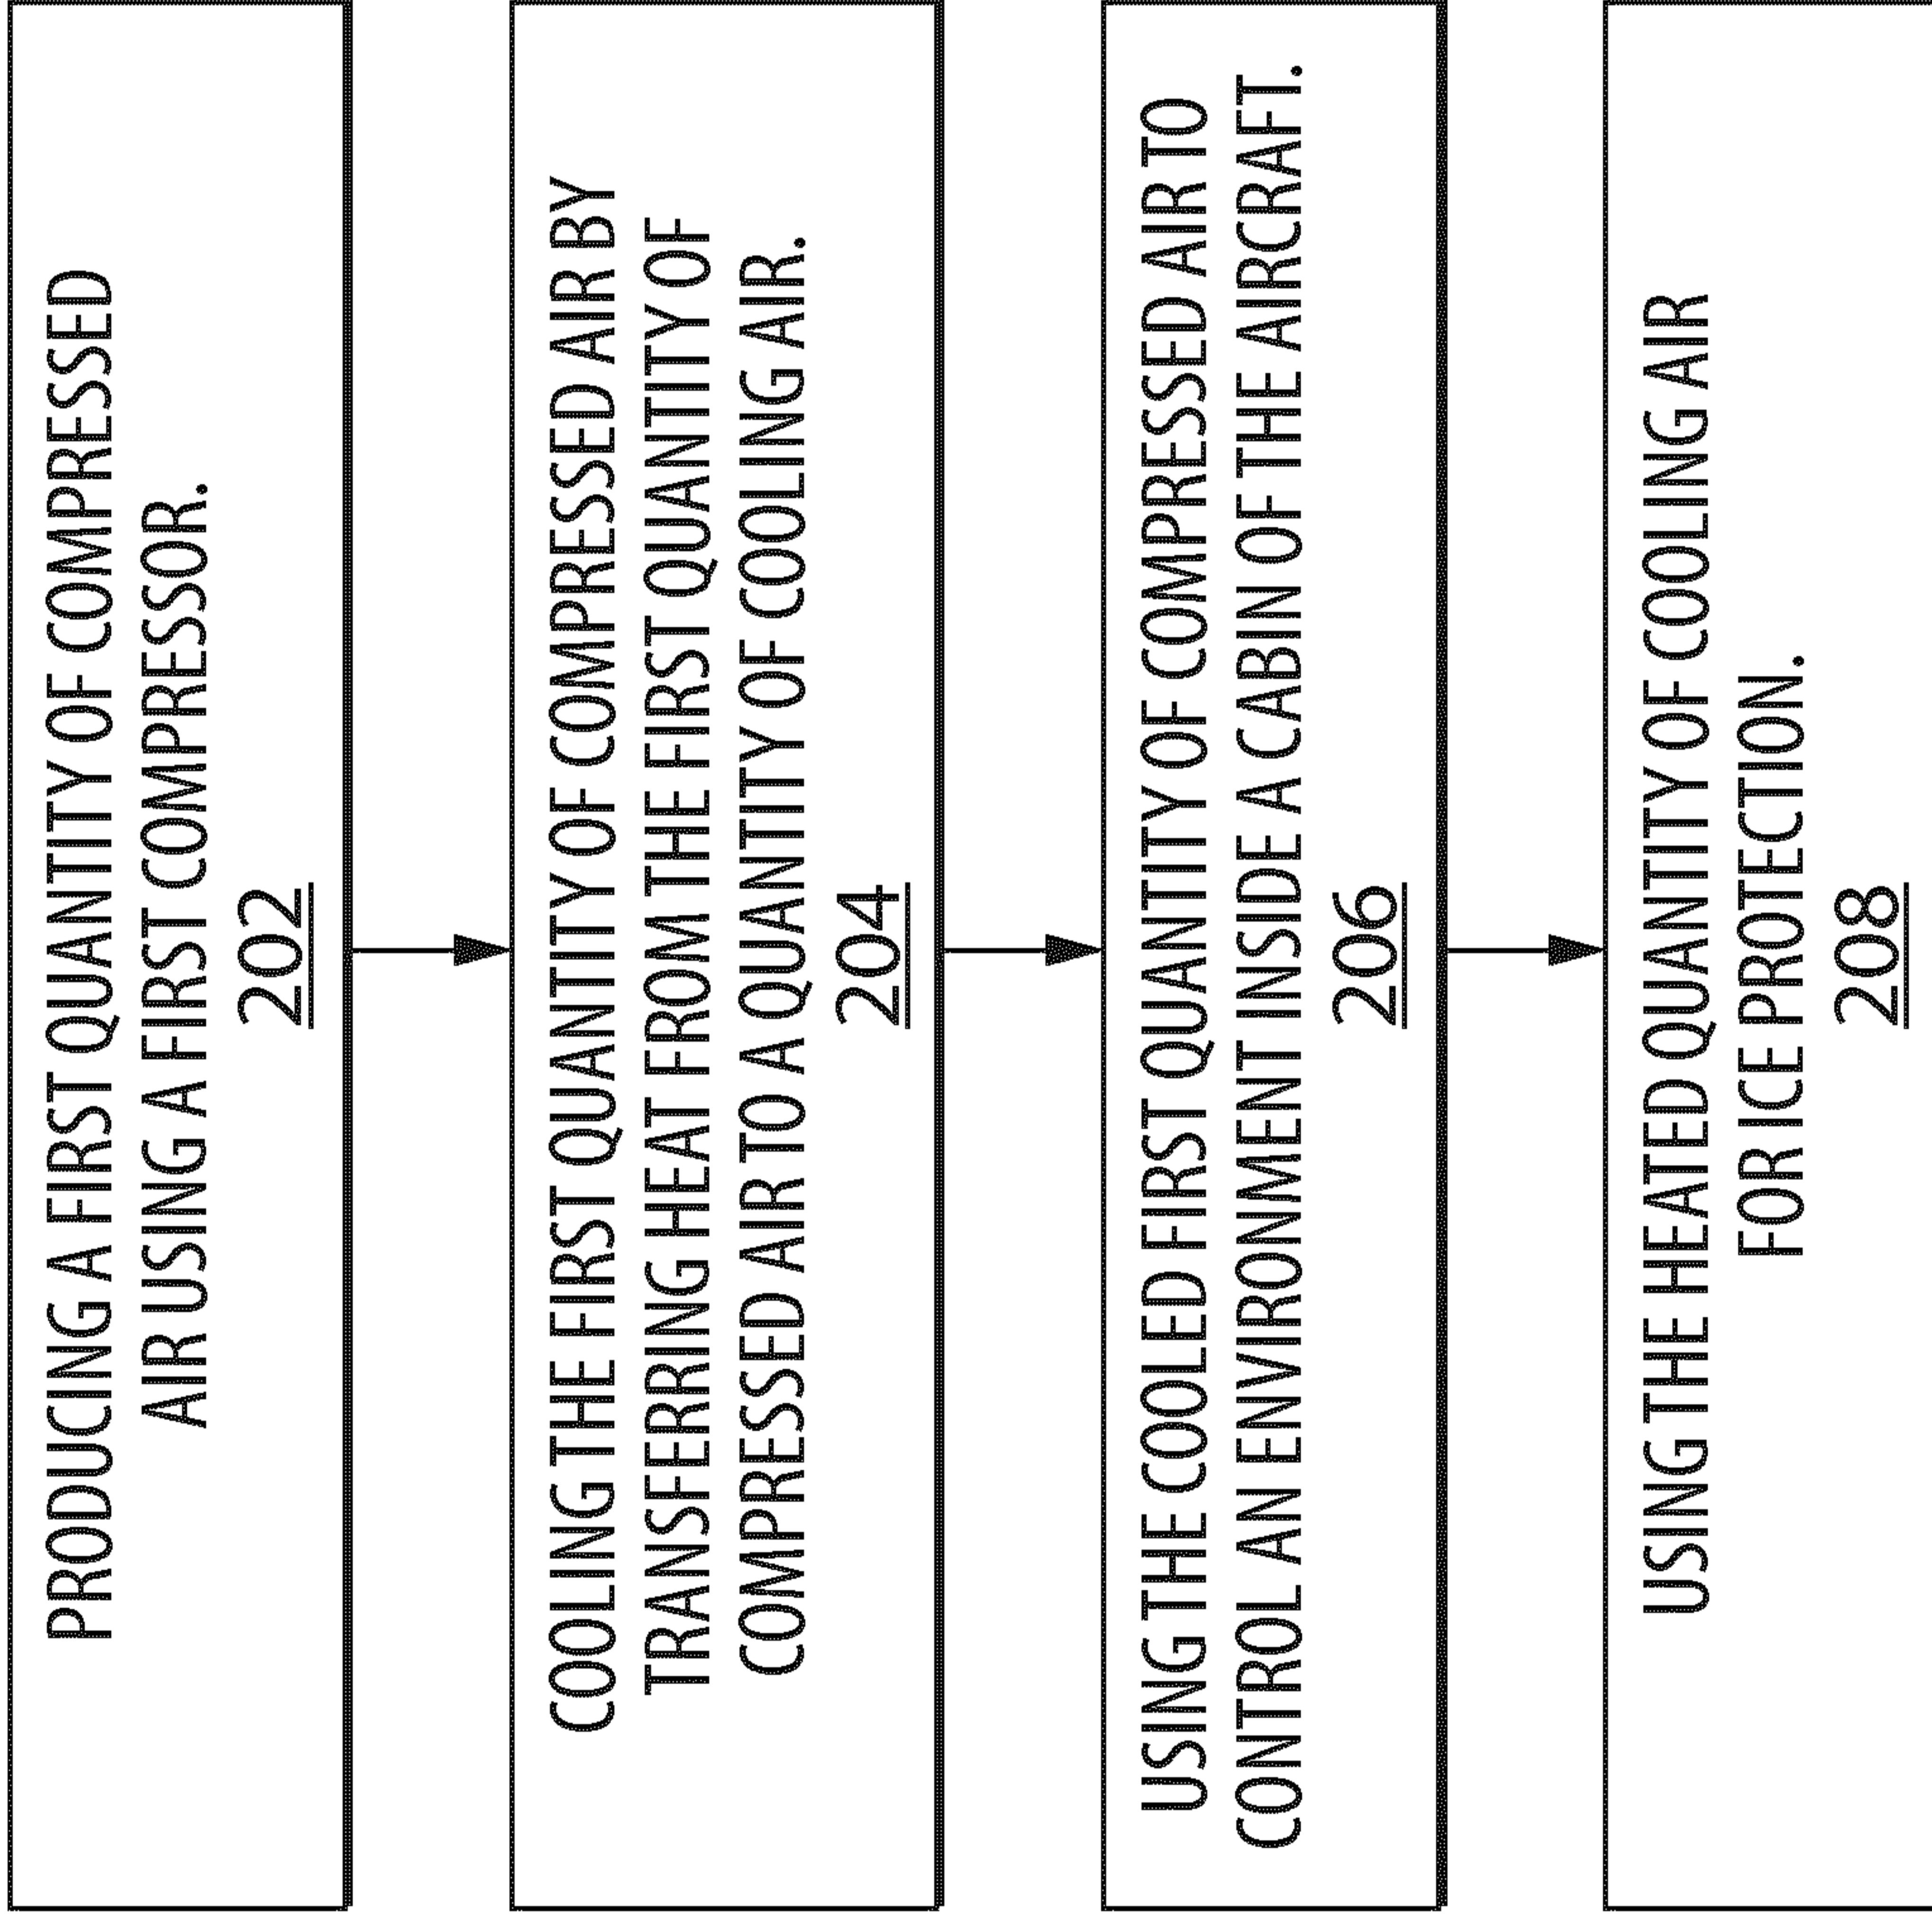 PRODUCING A FIRST QUANTITY OF COMPRESSED
AIR USING A FIRST COMPRESSOR.
202
COOLING THE FIRST QUANTITY OF COMPRESSED AIR BY
TRANSFERRING HEAT FROM THE FIRST QUANTITY OF
COMPRESSED AIR TO A QUANTITY OF COOLING AIR.
204
USING THE COOLED FIRST QUANTITY OF COMPRESSED AIR TO
CONTROL AN ENVIRONMENT INSIDE A CABIN OF THE AIRCRAFT.
206
USING THE HEATED QUANTITY OF COOLING AIR
FOR ICE PROTECTION.
208